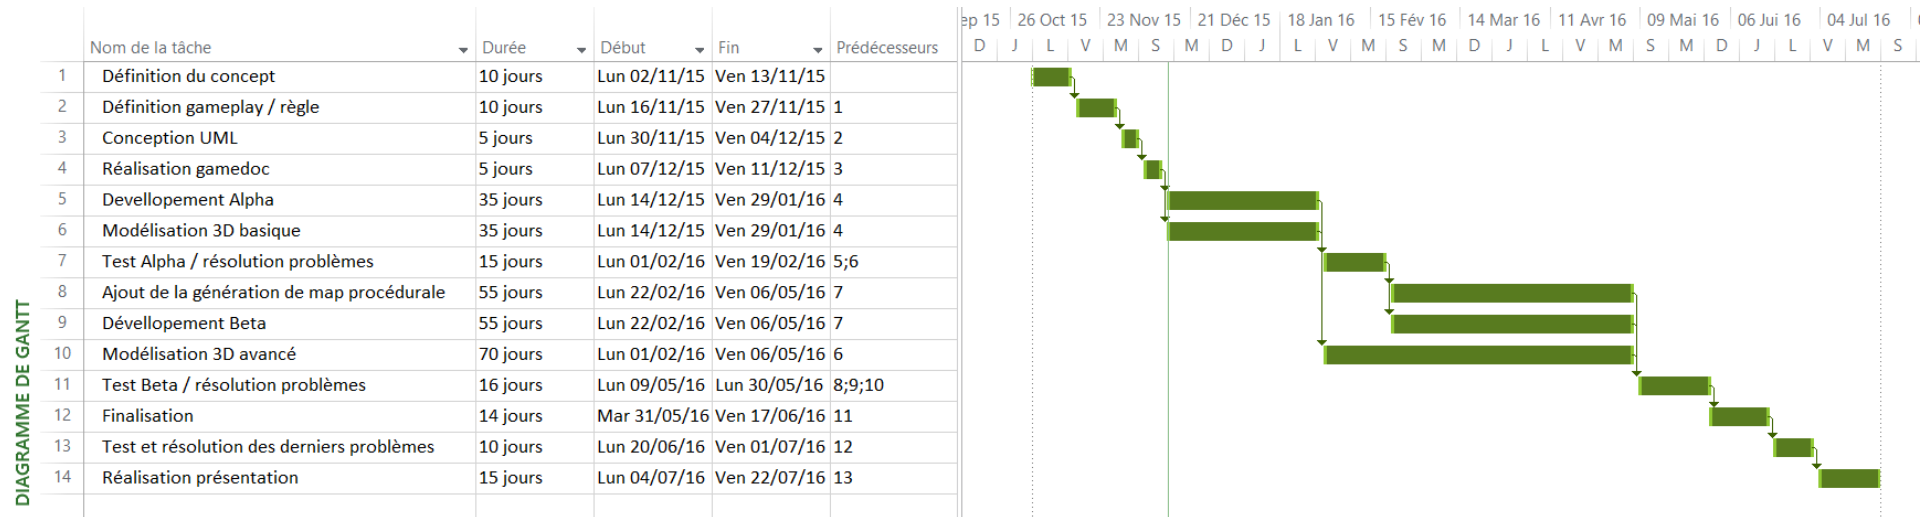 ep 15 26 Oct 15 23 Nov 15 21 Déc 15 18 Jan 16 15 Fév 16 14 Mar 16 11 Avr 16 09 Mai 16 06 Jui 16 04 Jul 16
Nom de la tâche Durée Début Fin Prédécesseurs D J L V M S M D J L V M S D J L V M S M D L V M S
1 Définition du concept 10 jours Lun 02/11/15 Ven 13/11/15
2 Définition gameplay / règle 10 jours Lun 16/11/15 Ven 27/11/15 1
3 Conception UML 5 jours Lun 30/11/15 Ven 04/12/15 2
4 Réalisation gamedoc 5 jours Lun 07/12/15 Ven 11/12/15 3
5 Devellopement Alpha 35 jours Lun 14/12/15 Ven 29/01/16 4
6 Modélisation 3D basique 35 jours Lun 14/12/15 Ven 29/01/16 4
7 Test Alpha / résolution problèmes 15 jours Lun 01/02/16 Ven 19/02/16 5;6
8 Ajout de la génération de map procédurale 55 jours Lun 22/02/16 Ven 06/05/16 7
9 Dévellopement Beta 55 jours Lun 22/02/16 Ven 06/05/16 7
10 Modélisation 3D avancé 70 jours Lun 01/02/16 Ven 06/05/16 6
11 Test Beta / résolution problèmes 16 jours Lun 09/05/16 Lun 30/05/16 8;9;10
12 Finalisation 14 jours Mar 31/05/16 Ven 17/06/16 11
13 Test et résolution des derniers problèmes 10 jours Lun 20/06/16 Ven 01/07/16 12
14 Réalisation présentation 15 jours Lun 04/07/16 Ven 22/07/16 13
DIAGRAMME DE GANTT